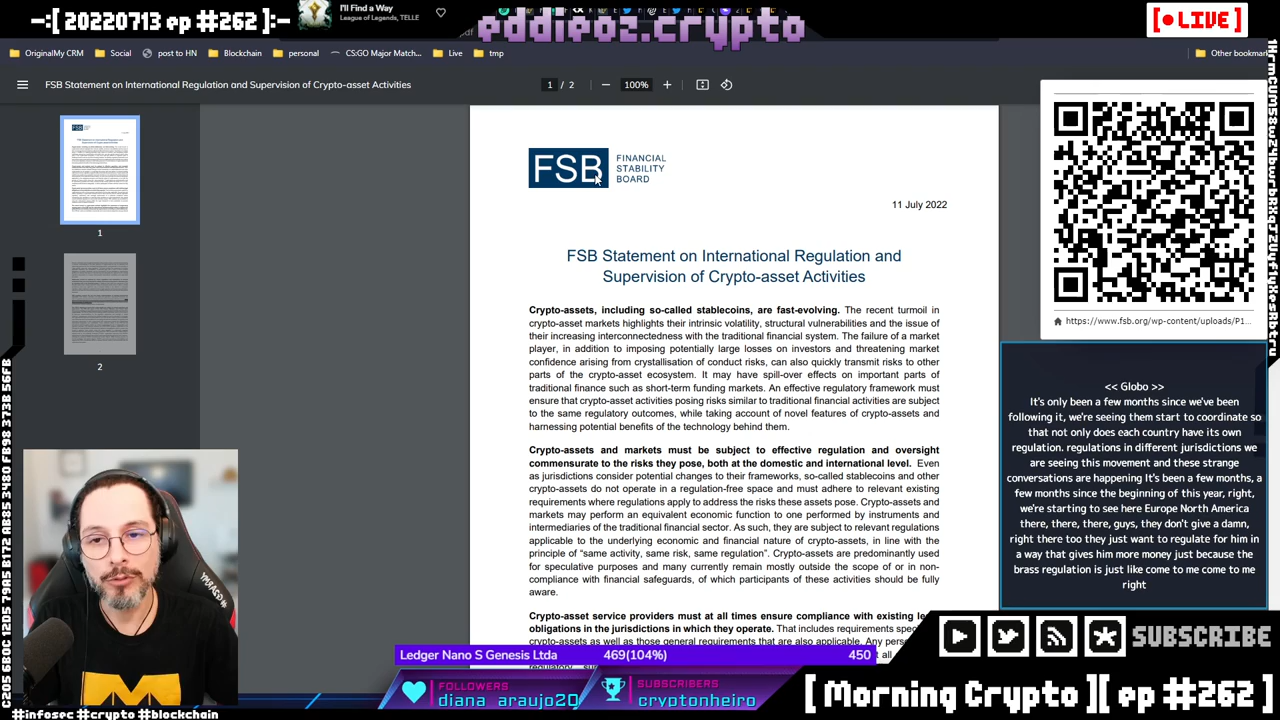 -:[ 20220713 ep #262 ]:-
I'll Find a Way
League of Legends, TELLE
eddieoz.crypto
[ LIVE ]
OriginalMy CRM
Social
post to HN
Blockchain
personal
CS:GO Major Match...
Live
tmp
Other bookmar
FSB Statement on International Regulation and Supervision of Crypto-asset Activities
1 / 2
100%
1
2
FSB
FINANCIAL
STABILITY
BOARD
11 July 2022
FSB Statement on International Regulation and
Supervision of Crypto-asset Activities
Crypto-assets, including so-called stablecoins, are fast-evolving. The recent turmoil in
crypto-asset markets highlights their intrinsic volatility, structural vulnerabilities and the issue of
their increasing interconnectedness with the traditional financial system. The failure of a market
player, in addition to imposing potentially large losses on investors and threatening market
confidence arising from crystallisation of conduct risks, can also quickly transmit risks to other
parts of the crypto-asset ecosystem. It may have spill-over effects on important parts of
traditional finance such as short-term funding markets. An effective regulatory framework must
ensure that crypto-asset activities posing risks similar to traditional financial activities are subject
to the same regulatory outcomes, while taking account of novel features of crypto-assets and
harnessing potential benefits of the technology behind them.
Crypto-assets and markets must be subject to effective regulation and oversight
commensurate to the risks they pose, both at the domestic and international level. Even
as jurisdictions consider potential changes to their frameworks, so-called stablecoins and other
crypto-assets do not operate in a regulation-free space and must adhere to relevant existing
requirements where regulations apply to address the risks these assets pose. Crypto-assets and
markets may perform an equivalent economic function to one performed by instruments and
intermediaries of the traditional financial sector. As such, they are subject to relevant regulations
applicable to the underlying economic and financial nature of crypto-assets, in line with the
principle of “same activity, same risk, same regulation”. Crypto-assets are predominantly used
for speculative purposes and many currently remain mostly outside the scope of or in non-
compliance with financial safeguards, of which participants of these activities should be fully
aware.
Crypto-asset service providers must at all times ensure compliance with existing le
obligations in the jurisdictions in which they operate. That includes requirements spec
crypto-assets as well as those general requirements that are also applicable. Any pers
https://www.fsb.org/wp-content/uploads/P1...
<< Globo >>
It's only been a few months since we've been
following it, we're seeing them start to coordinate so
that not only does each country have its own
regulation. regulations in different jurisdictions we
are seeing this movement and these strange
conversations are happening It's been a few months, a
few months since the beginning of this year, right,
we're starting to see here Europe North America
there, there, there, guys, they don't give a damn,
right there too they just want to regulate for him in
a way that gives him more money just because the
brass regulation is just like come to me come to me
right
YAMASOS
Ledger Nano S Genesis Ltda 469(104%) 450
FOLLOWERS
diana_araujo20
SUBSCRIBERS
cryptonheiro
SUBSCRIBE
[ Morning Crypto ][ ep #262 ]
infosec #crypto #blockchain